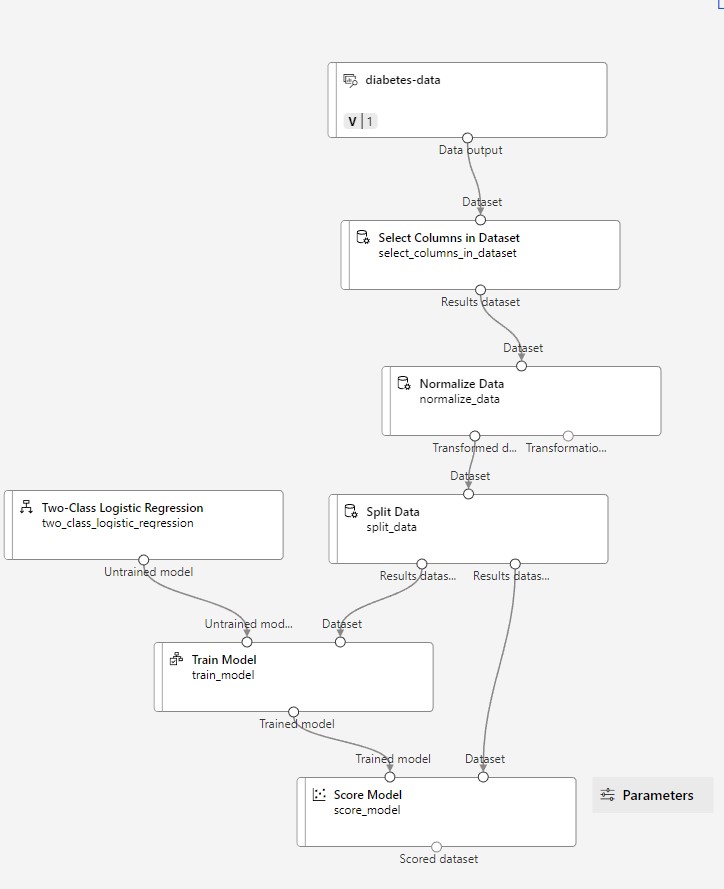 diabetes-data
V | 1
Data output
Dataset
Select Columns in Dataset
select_columns_in_dataset
Results dataset
Dataset
Normalize Data
normalize_data
Transformed d... Transformatio...
Dataset
Two-Class Logistic Regression
two_class_logistic_regression
Untrained model
Split Data
split_data
Results datas... Results datas...
Untrained mod... Dataset
Train Model
train_model
Trained model
Trained model Dataset
Score Model
score_model
Parameters
Scored dataset